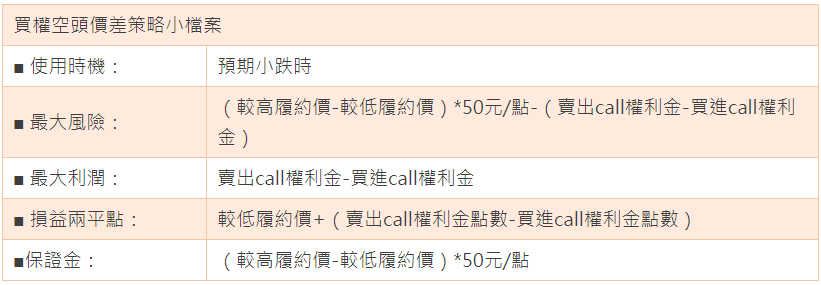 買權空頭價差策略小檔案
■ 使用時機：
預期小跌時
■ 最大風險：
（較高履約價-較低履約價）*50元/點-（賣出call權利金-買進call權利
金）
■ 最大利潤：
賣出call權利金-買進call權利金
■ 損益兩平點：
較低履約價+（賣出call權利金點數-買進call權利金點數）
■保證金：
（較高履約價-較低履約價）*50元/點